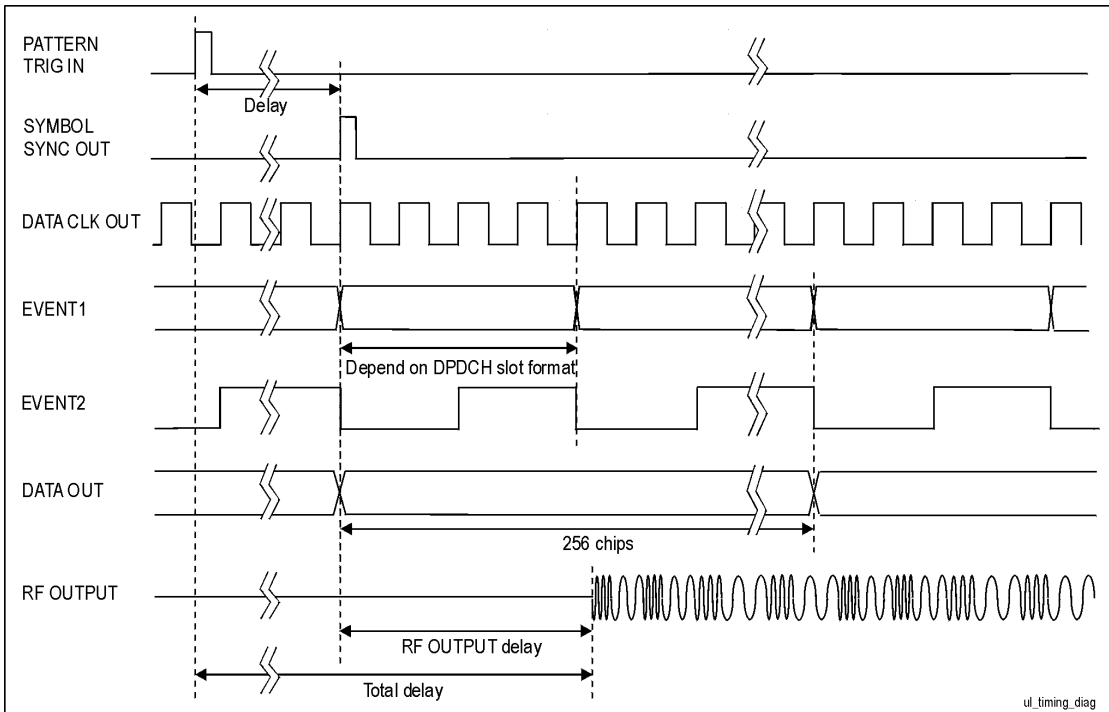 PATTERN
TRIG IN
Delay
SYMBOL
SYNC OUT
DATA CLK OUT
EVENT1
Depend on DPDCH slot format
EVENT2
DATA OUT
256 chips
RF OUTPUT
RF OUTPUT delay
Total delay
ul_timing_diag